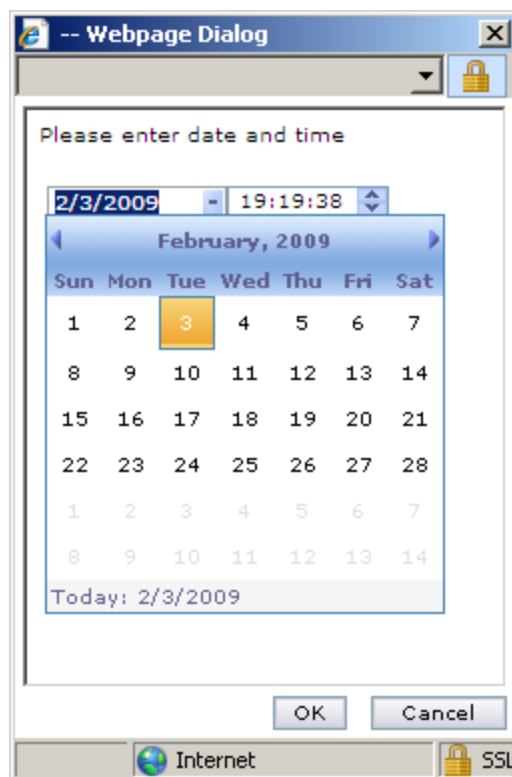 -- Webpage Dialog
Please enter date and time
2/3/2009 19:19:38
February, 2009
Sun Mon Tue Wed Thu Fri Sat
1 2 3 4 5 6 7
8 9 10 11 12 13 14
15 16 17 18 19 20 21
22 23 24 25 26 27 28
1 2 3 4 5 6 7
8 9 10 11 12 13 14
Today: 2/3/2009
OK Cancel
Internet SSL